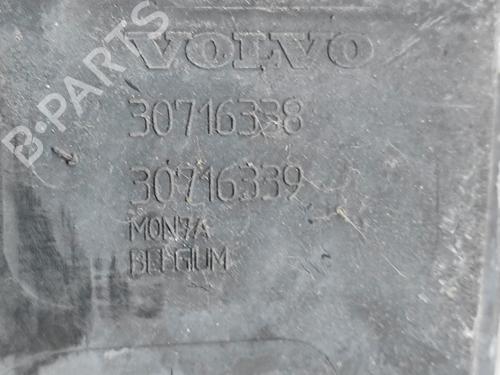 B-PARTS
VOLVO
30716338
30716339
MONZA
BELGIUM